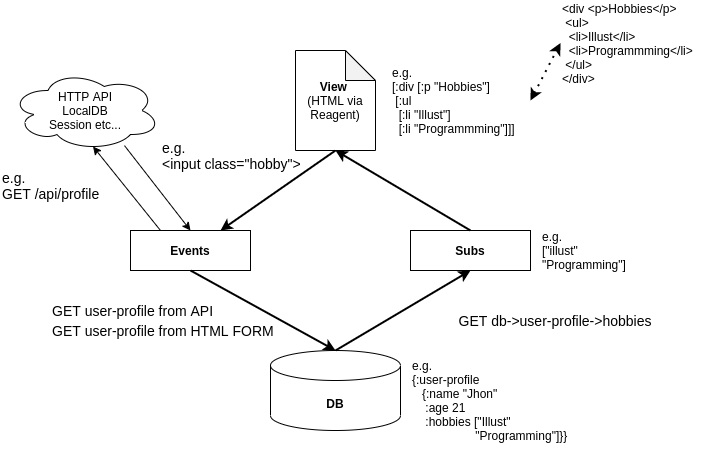 <div <p>Hobbies</p>
<ul>
<li>Illust</li>
<li>Programmming</li>
</ul>
</div>
View
(HTML via
Reagent)
e.g.
[:div [:p "Hobbies"]
[:ul
[:li "Illust"]
[:li "Programmming"]]]
HTTP API
LocalDB
Session etc...
e.g.
<input class="hobby">
e.g.
GET /api/profile
Events
Subs
e.g.
["illust"
"Programming"]
GET user-profile from API
GET user-profile from HTML FORM
GET db->user-profile->hobbies
DB
e.g.
{:user-profile
{:name "Jhon"
:age 21
:hobbies ["Illust"
"Programming"]}}